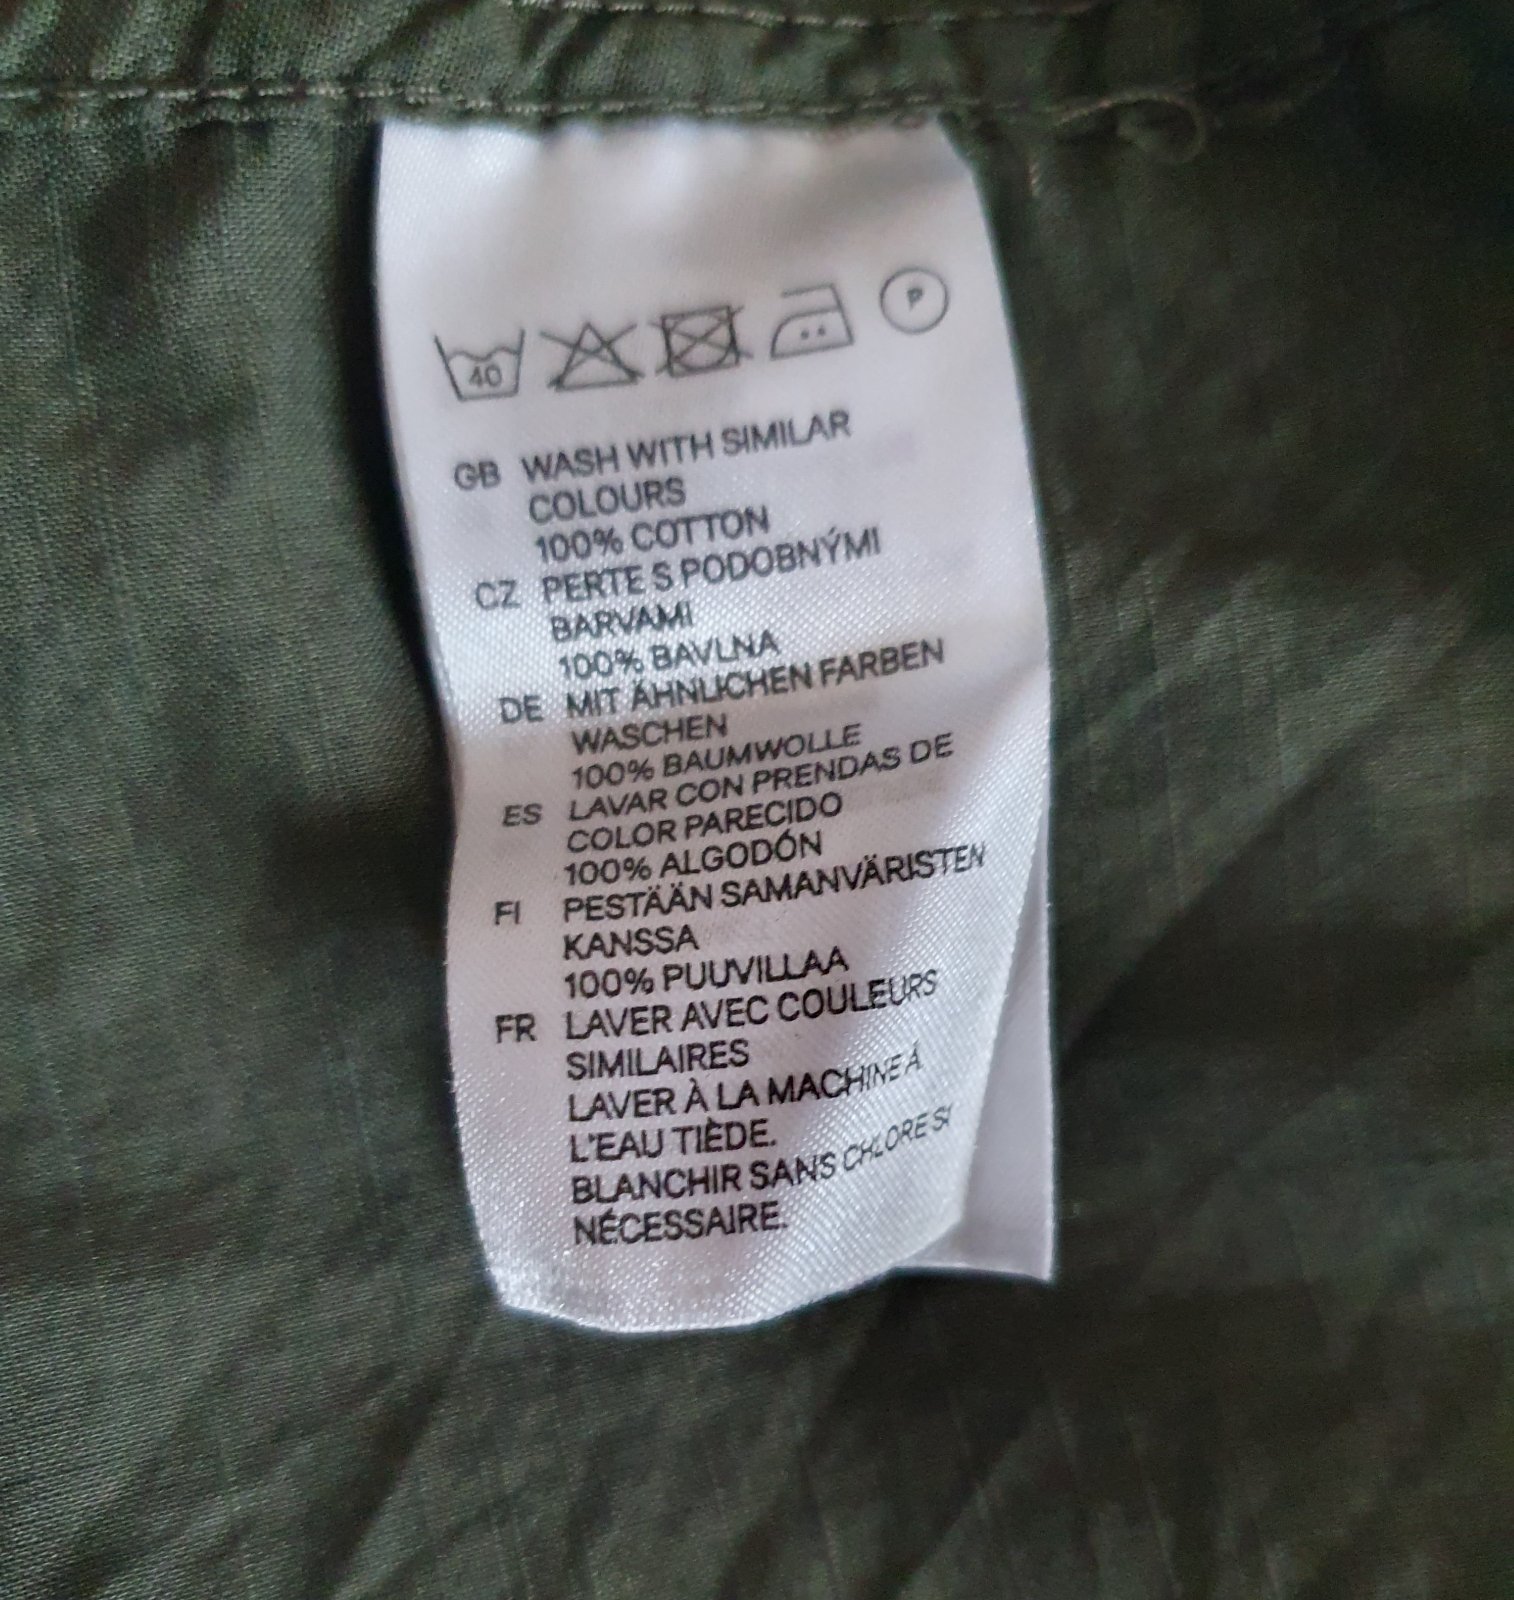 40
P
GB WASH WITH SIMILAR
COLOURS
100% COTTON
CZ PERTE S PODOBNÝMI
BARVAMI
100% BAVLNA
DE MIT ÄHNLICHEN FARBEN
WASCHEN
100% BAUMWOLLE
ES LAVAR CON PRENDAS DE
COLOR PARECIDO
100% ALGODÓN
FI PESTÄÄN SAMANVÄRISTEN
KANSSA
100% PUUVILLAA
FR LAVER AVEC COULEURS
SIMILAIRES
LAVER À LA MACHINE À
L'EAU TIÈDE.
BLANCHIR SANS CHLORE SI
NÉCESSAIRE.